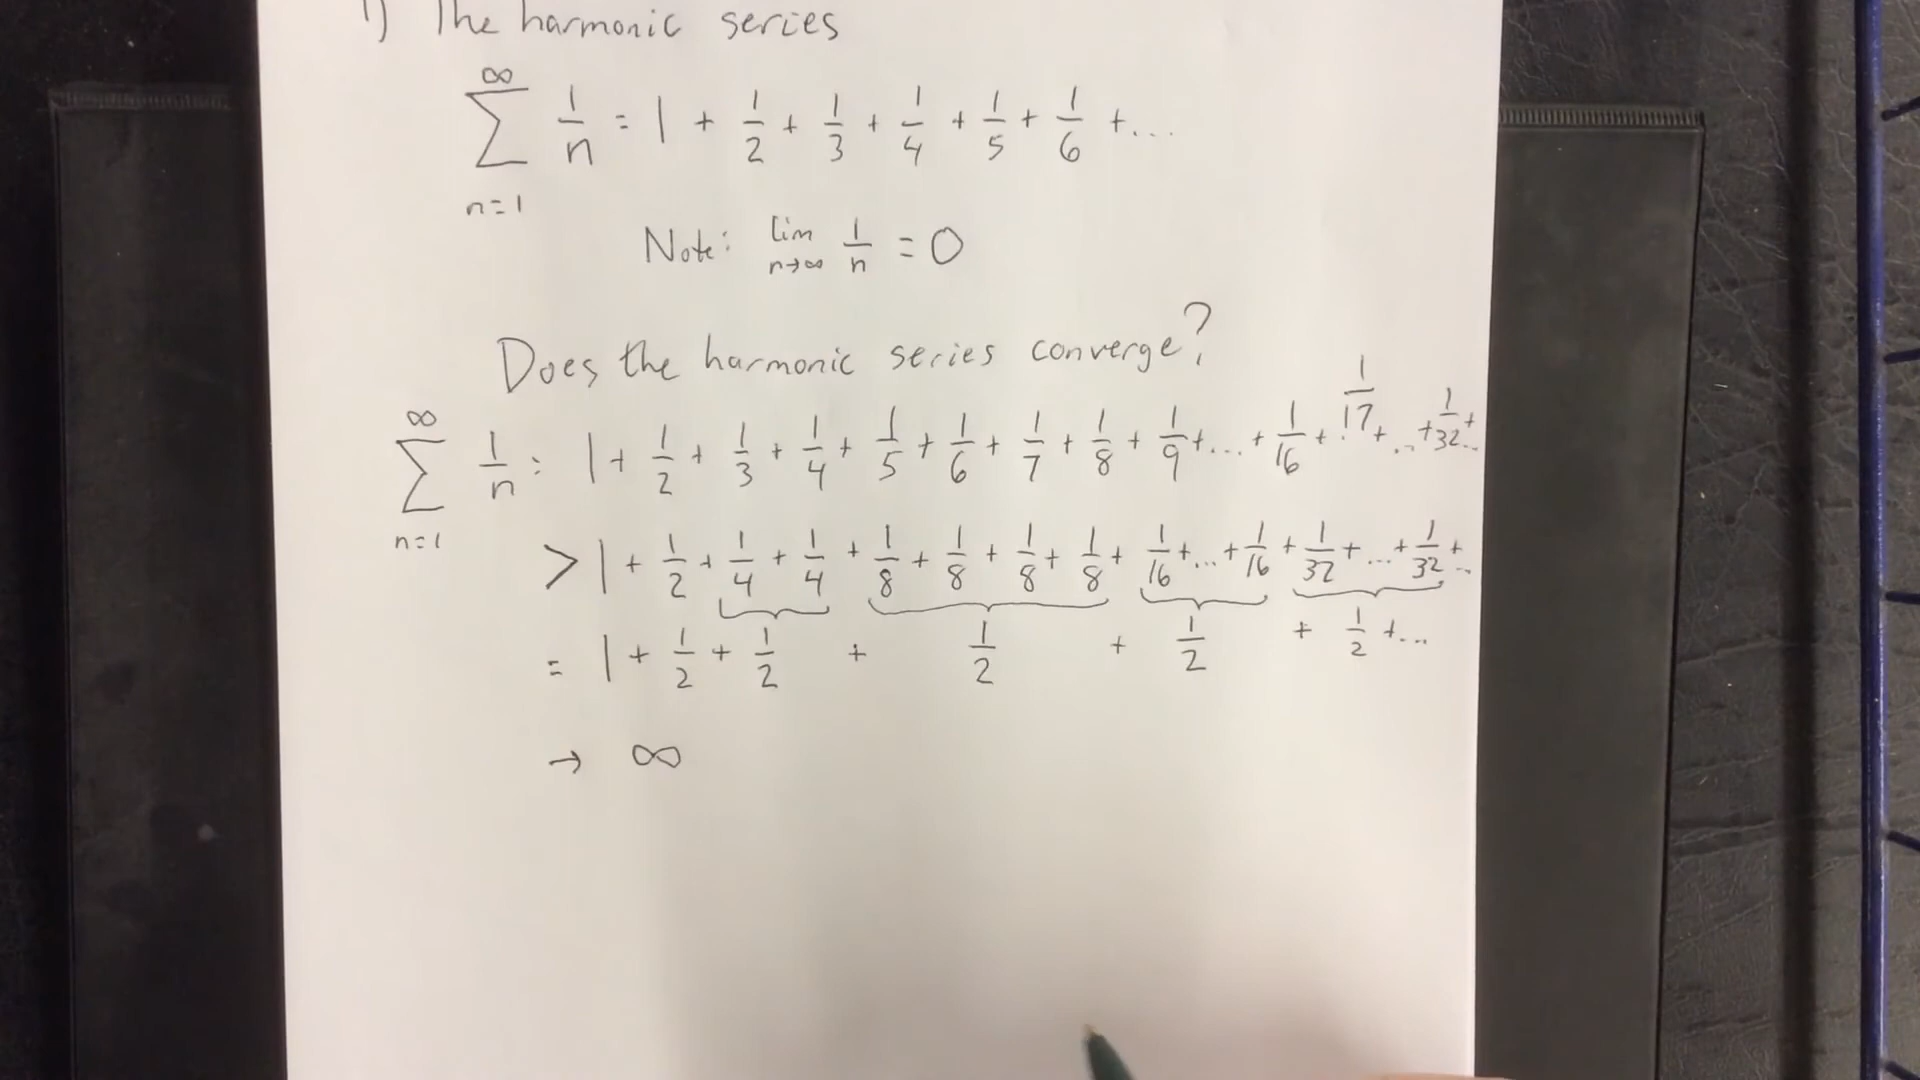 1) The harmonic series
∞
∑ 1/n = 1 + 1/2 + 1/3 + 1/4 + 1/5 + 1/6 + ...
n=1
Note: lim n→∞ 1/n = 0
Does the harmonic series converge?
∞
∑ 1/n = 1 + 1/2 + 1/3 + 1/4 + 1/5 + 1/6 + 1/7 + 1/8 + 1/9 + ... + 1/16 + 1/17 + ... + 1/32 + ...
n=1
> 1 + 1/2 + 1/4 + 1/4 + 1/8 + 1/8 + 1/8 + 1/8 + 1/16 + ... + 1/16 + 1/32 + ... + 1/32 + ...
= 1 + 1/2 + 1/2 + 1/2 + 1/2 + 1/2 + ...
→ ∞